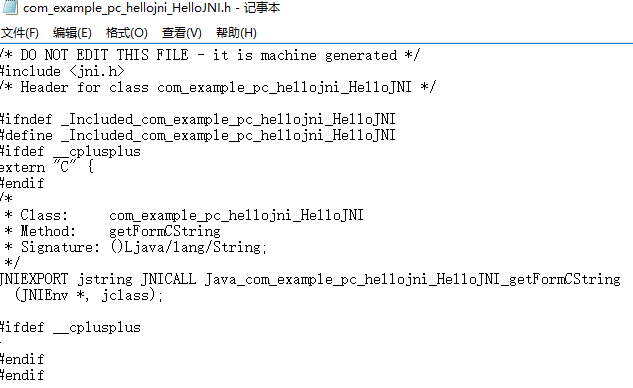 com_example_pc_hellojni_HelloJNI.h - 记事本
文件(F) 编辑(E) 格式(O) 查看(V) 帮助(H)
/* DO NOT EDIT THIS FILE - it is machine generated */
#include <jni.h>
/* Header for class com_example_pc_hellojni_HelloJNI */
#ifndef _Included_com_example_pc_hellojni_HelloJNI
#define _Included_com_example_pc_hellojni_HelloJNI
#ifdef __cplusplus
extern "C" {
#endif
/*
* Class: com_example_pc_hellojni_HelloJNI
* Method: getFormCString
* Signature: ()Ljava/lang/String;
*/
JNIEXPORT jstring JNICALL Java_com_example_pc_hellojni_HelloJNI_getFormCString
(JNIEnv *, jclass);
#ifdef __cplusplus
#endif
#endif